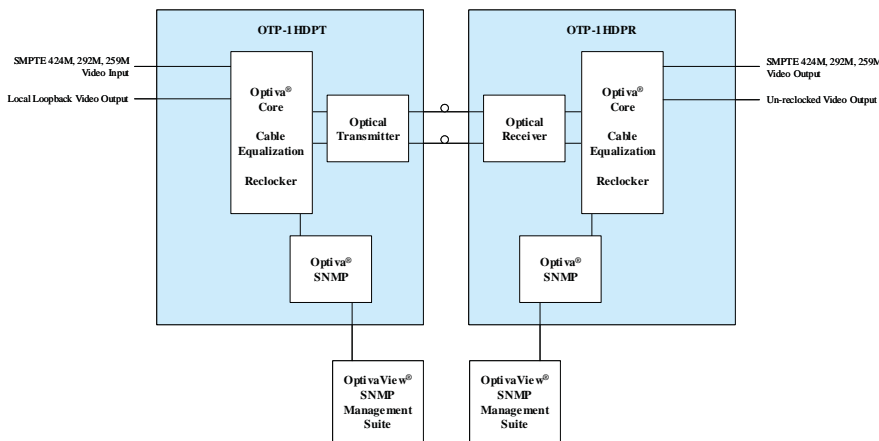 OTP-1HDPT
OTP-1HDPR
SMPTE 424M, 292M, 259M
Video Input
Local Loopback Video Output
Optiva®
Core
Cable
Equalization
Reclocker
Optical
Transmitter
Optical
Receiver
Optiva®
Core
Cable
Equalization
Reclocker
SMPTE 424M, 292M, 259M
Video Output
Un-reclocked Video Output
Optiva®
SNMP
Optiva®
SNMP
OptivaView®
SNMP
Management
Suite
OptivaView®
SNMP
Management
Suite